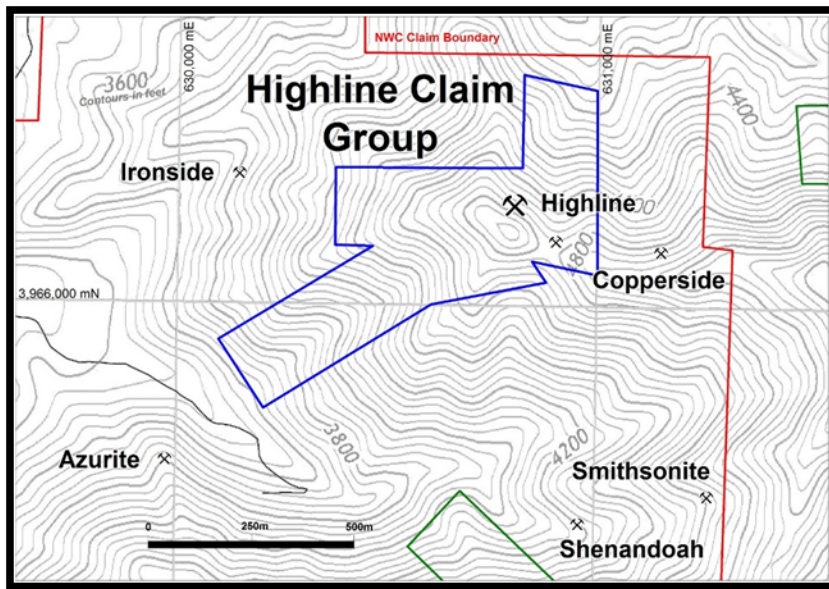 NWC Claim Boundary
630,000 mE
631,000 mE
3600
Contours in feet
Highline Claim
Group
4400
Ironside
Highline
4800
Copperside
3,966,000 mN
3800
4200
Azurite
Smithsonite
0
250m
500m
Shenandoah